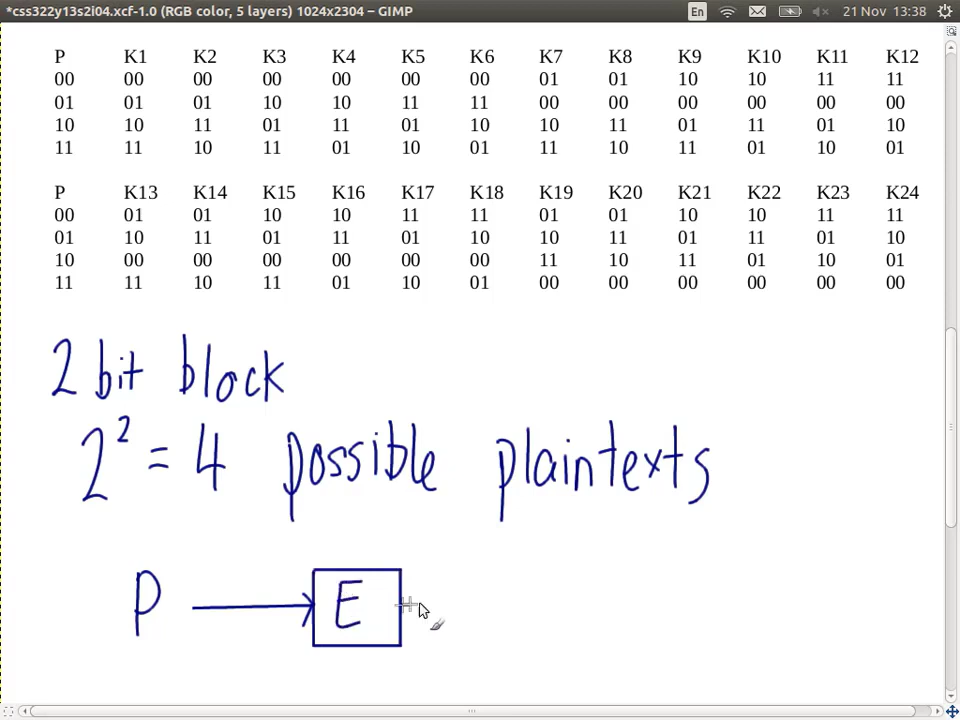 *css322y13s2i04.xcf-1.0 (RGB color, 5 layers) 1024x2304 – GIMP En 21 Nov 13:38
P K1 K2 K3 K4 K5 K6 K7 K8 K9 K10 K11 K12
00 00 00 00 00 00 00 01 01 10 10 11 11
01 01 01 10 10 11 11 00 00 00 00 00 00
10 10 11 01 11 01 10 10 11 01 11 01 10
11 11 10 11 01 10 01 11 10 11 01 10 01
P K13 K14 K15 K16 K17 K18 K19 K20 K21 K22 K23 K24
00 01 01 10 10 11 11 01 01 10 10 11 11
01 10 11 01 11 01 10 10 11 01 11 01 10
10 00 00 00 00 00 00 11 10 11 01 10 01
11 11 10 11 01 10 01 00 00 00 00 00 00
2 bit block
2² = 4 possible plaintexts
P E